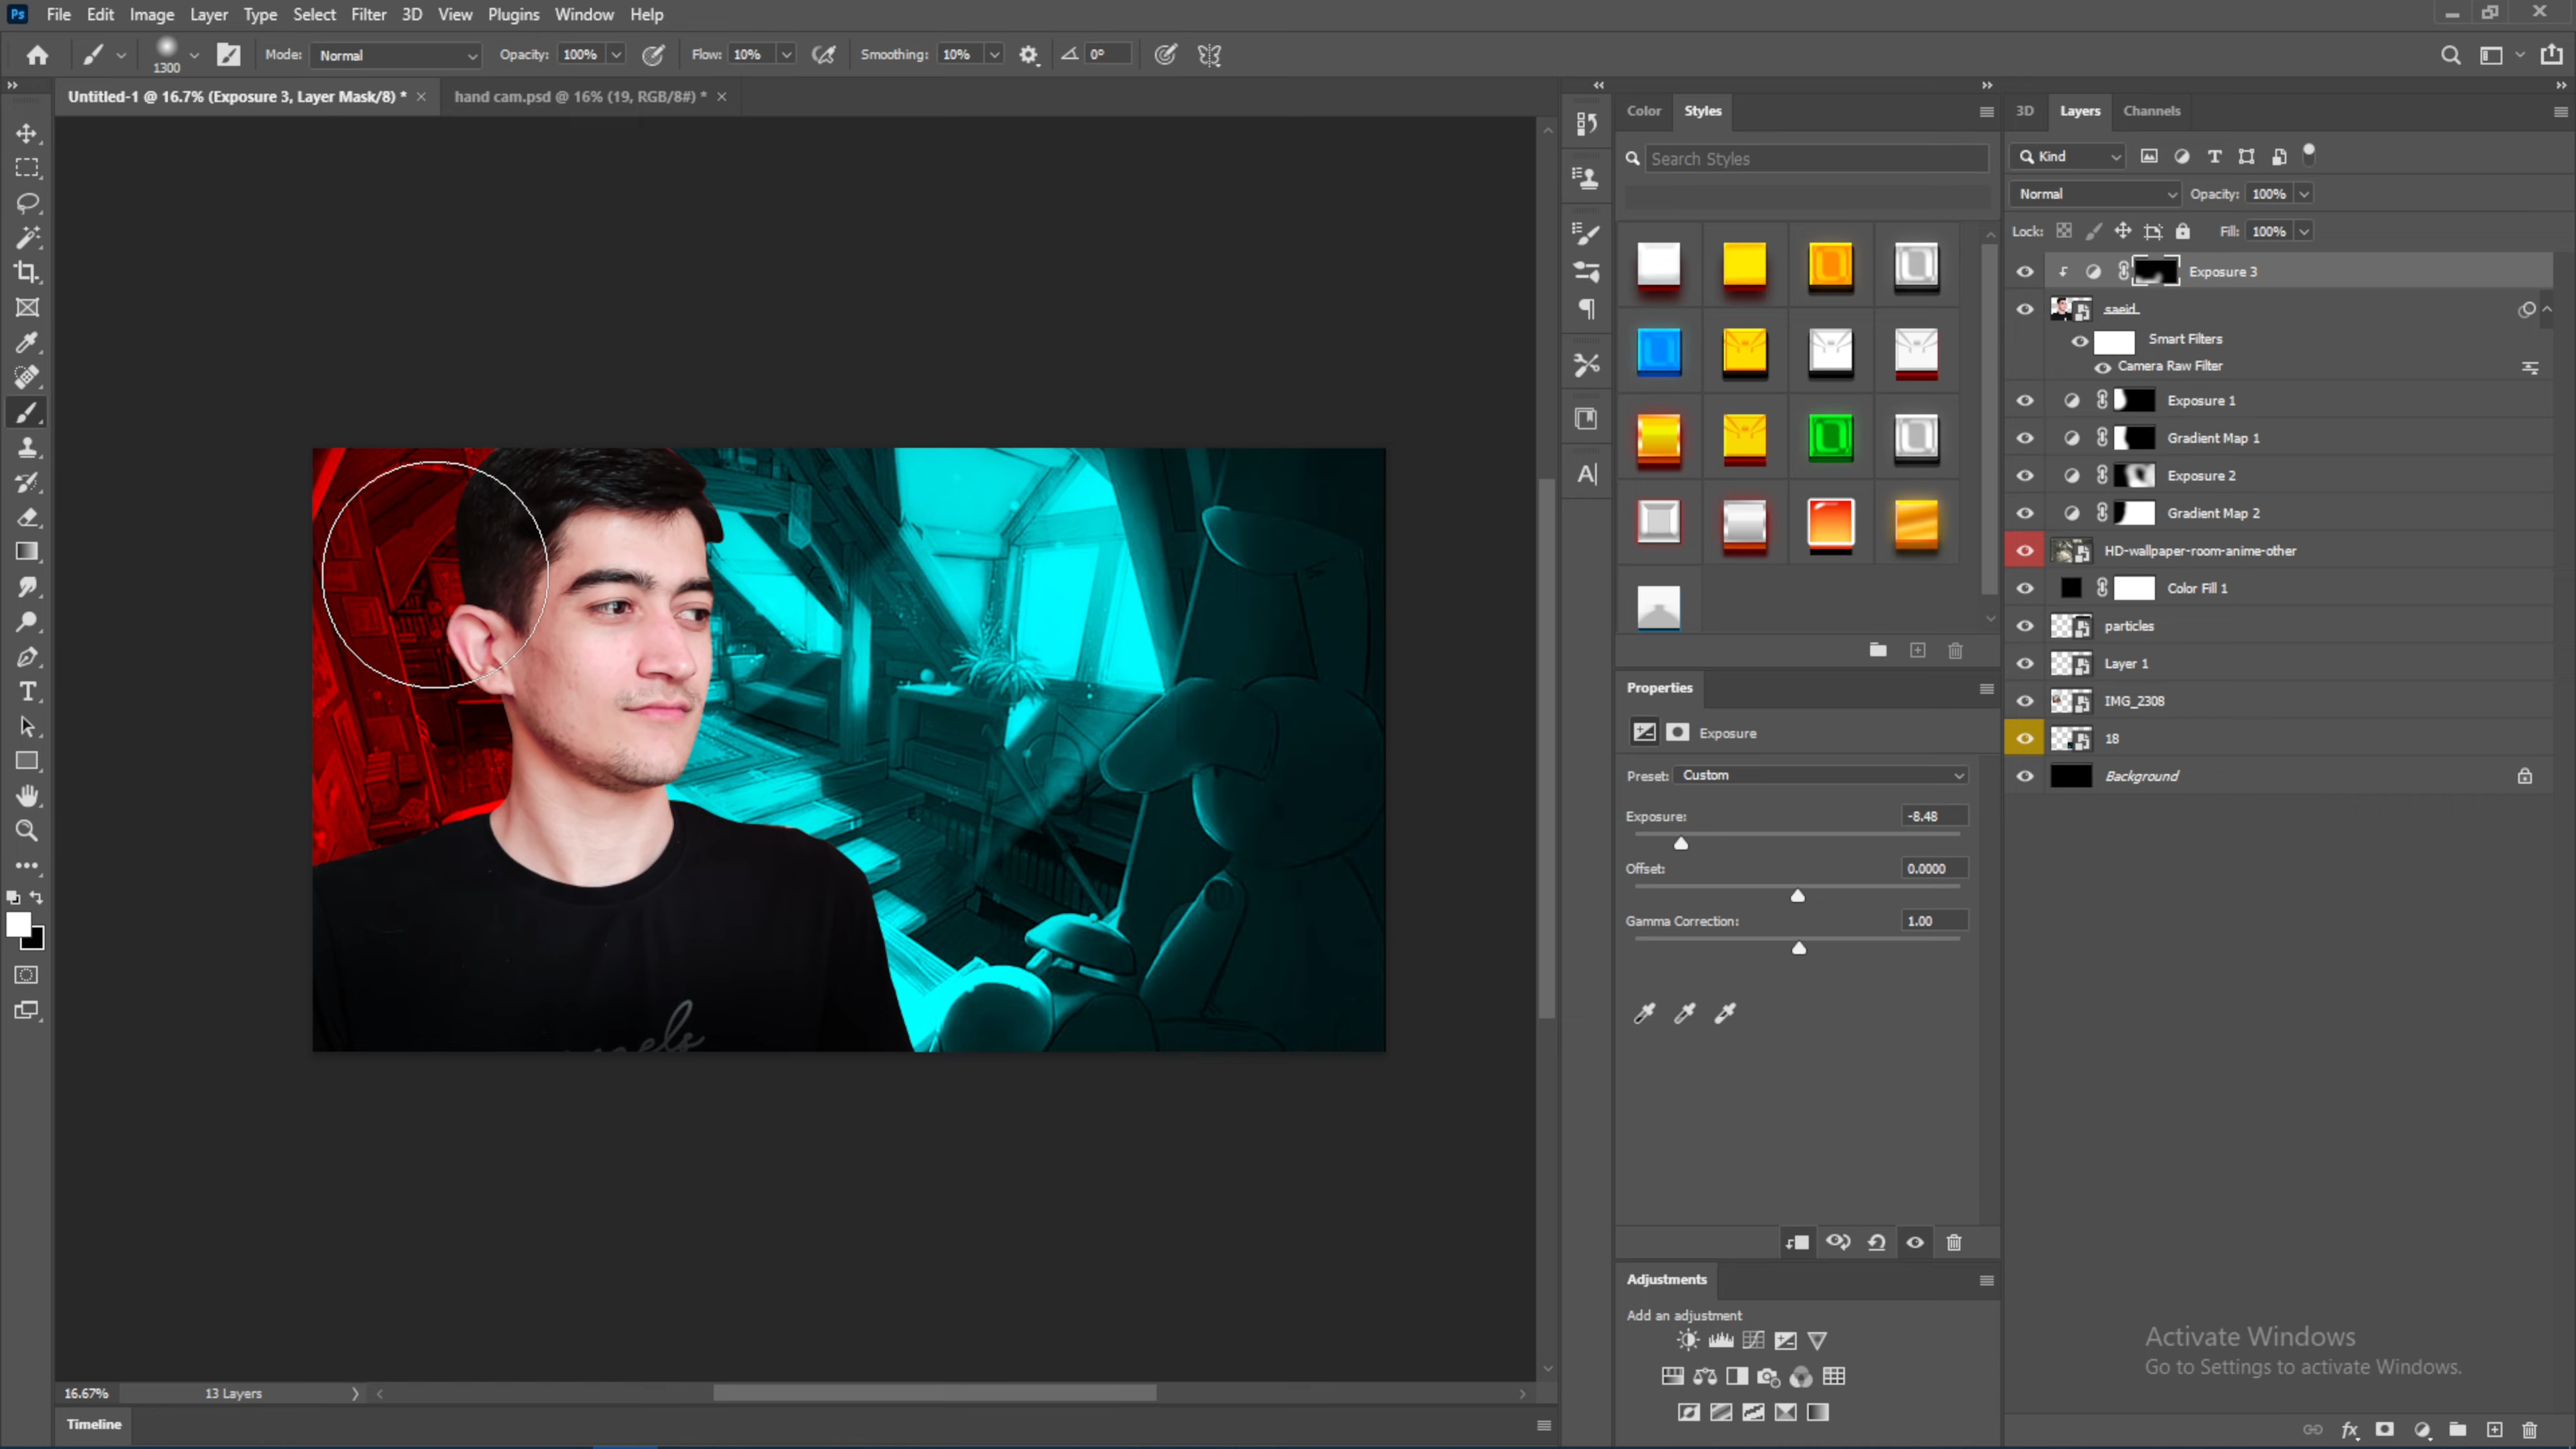 Ps File Edit Image Layer Type Select Filter 3D View Plugins Window Help
1300 Mode: Normal Opacity: 100% Flow: 10% Smoothing: 10% 0°
Untitled-1 @ 16.7% (Exposure 3, Layer Mask/8) * × hand cam.psd @ 16% (19, RGB/8#) * ×
Color Styles
Search Styles
Properties
Exposure
Preset: Custom
Exposure: -8.48
Offset: 0.0000
Gamma Correction: 1.00
Adjustments
Add an adjustment
3D Layers Channels
Kind
Normal Opacity: 100%
Lock: Fill: 100%
Exposure 3
saeid
Smart Filters
Camera Raw Filter
Exposure 1
Gradient Map 1
Exposure 2
Gradient Map 2
HD-wallpaper-room-anime-other
Color Fill 1
particles
Layer 1
IMG_2308
18
Background
Activate Windows
Go to Settings to activate Windows.
16.67% 13 Layers
Timeline